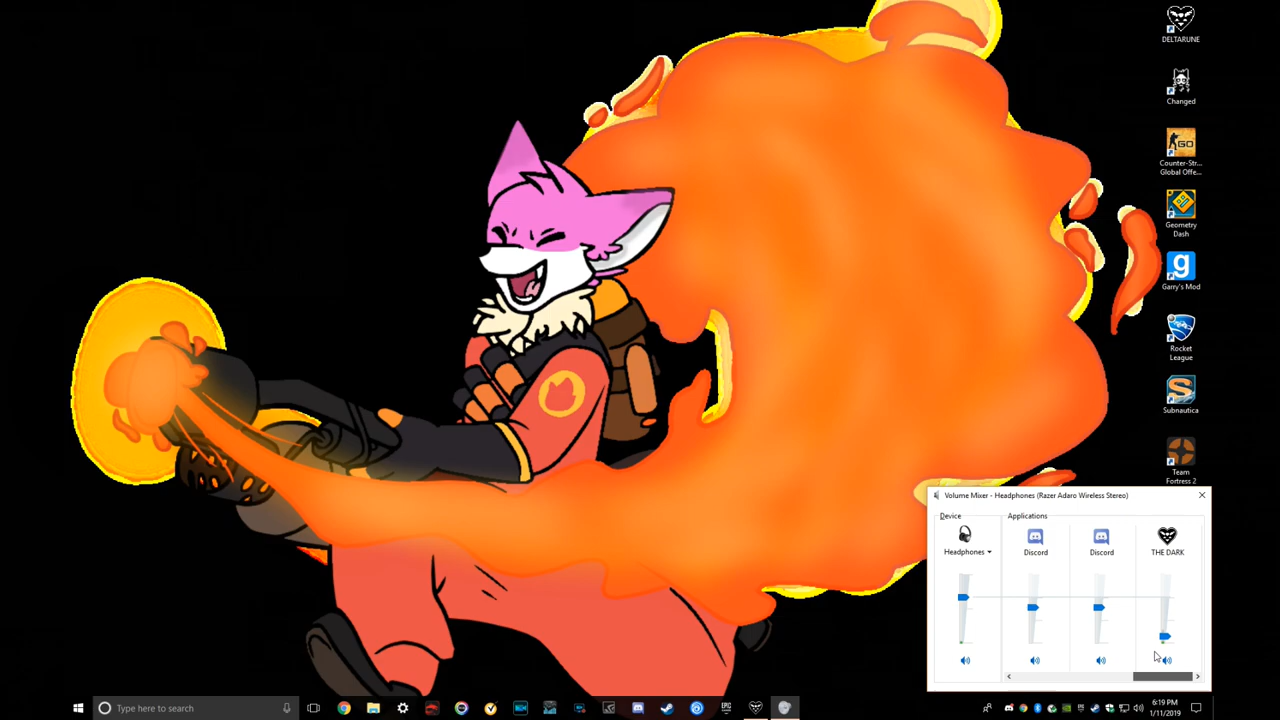 DELTARUNE
Changed
GO
Counter-Str...
Global Offe...
Geometry
Dash
g
Garry's Mod
Rocket
League
S
Subnautica
Team
Fortress 2
Volume Mixer - Headphones (Razer Adaro Wireless Stereo)
Device
Applications
Headphones
Discord
Discord
THE DARK
Type here to search
EPIC
6:19 PM
1/11/2019